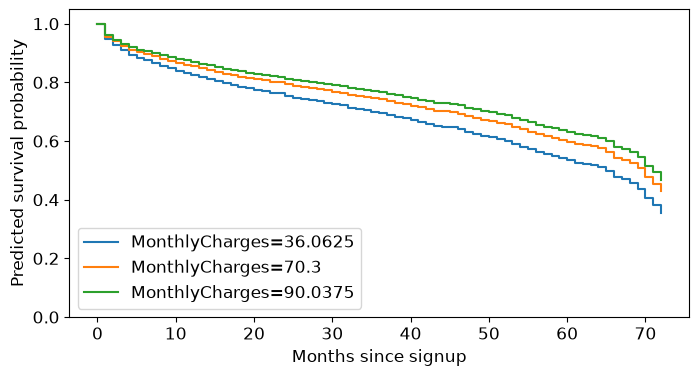 1.0
0.8
0.6
0.4
0.2
0.0
Predicted survival probability
MonthlyCharges=36.0625
MonthlyCharges=70.3
MonthlyCharges=90.0375
0 10 20 30 40 50 60 70
Months since signup